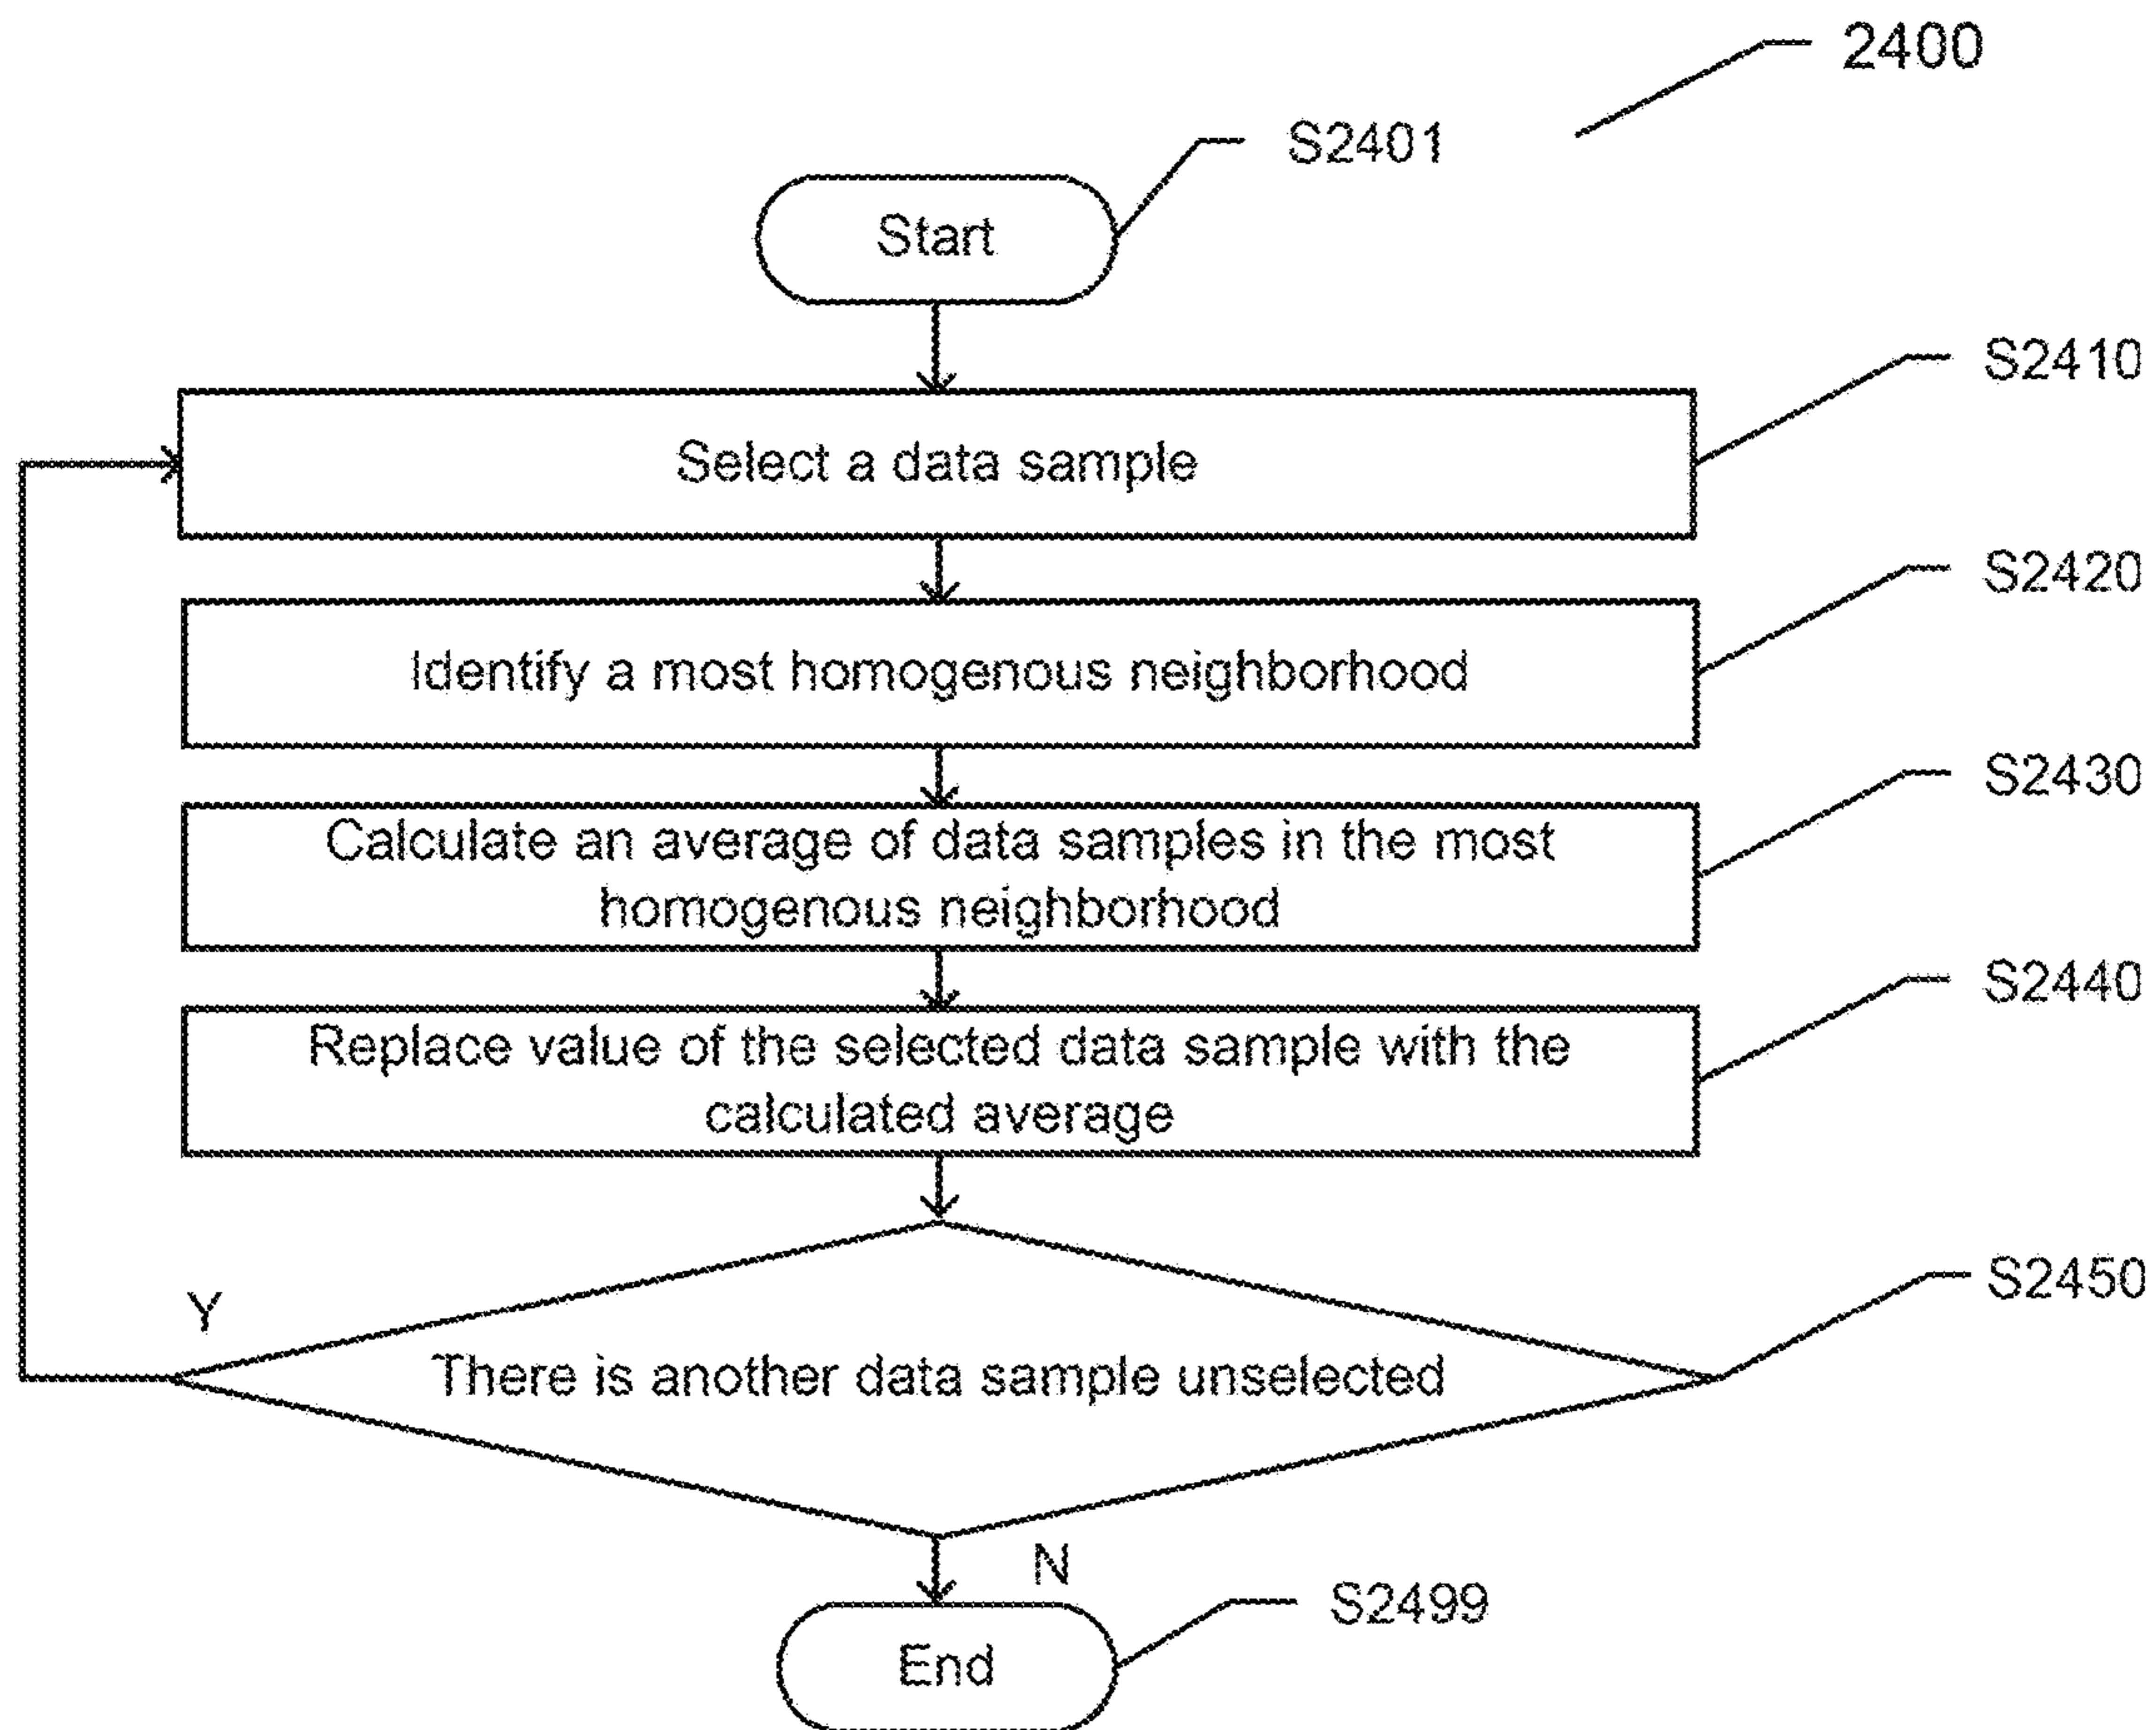 2400
S2401
Start
S2410
Select a data sample
S2420
Identify a most homogenous neighborhood
S2430
Calculate an average of data samples in the most
homogenous neighborhood
S2440
Replace value of the selected data sample with the
calculated average
S2450
Y
There is another data sample unselected
N
S2499
End